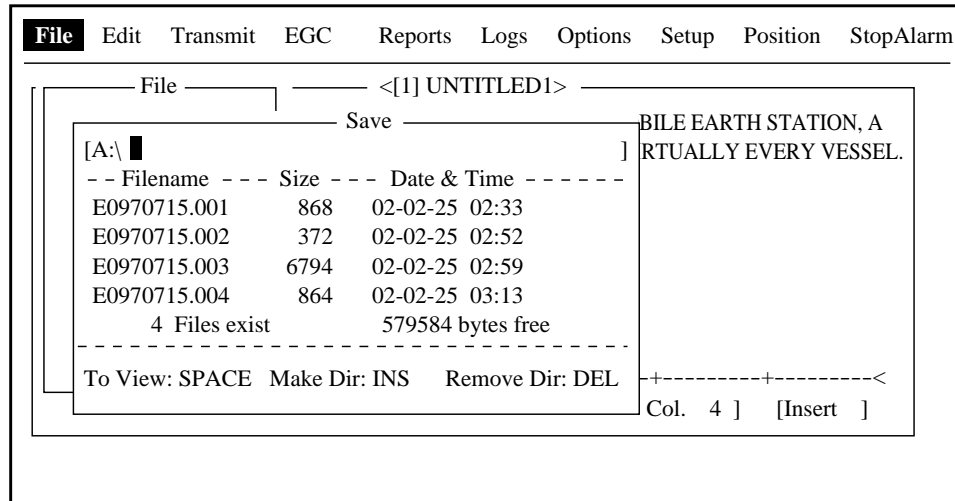 File Edit Transmit EGC Reports Logs Options Setup Position StopAlarm
File
<[1] UNTITLED1>
Save
BILE EARTH STATION, A
[A:\ ]
RTUALLY EVERY VESSEL.
– – Filename – – – Size – – – Date & Time – – – – – –
E0970715.001 868 02-02-25 02:33
E0970715.002 372 02-02-25 02:52
E0970715.003 6794 02-02-25 02:59
E0970715.004 864 02-02-25 03:13
4 Files exist 579584 bytes free
To View: SPACE Make Dir: INS Remove Dir: DEL
-+----------+----------<
Col. 4 ] [Insert ]